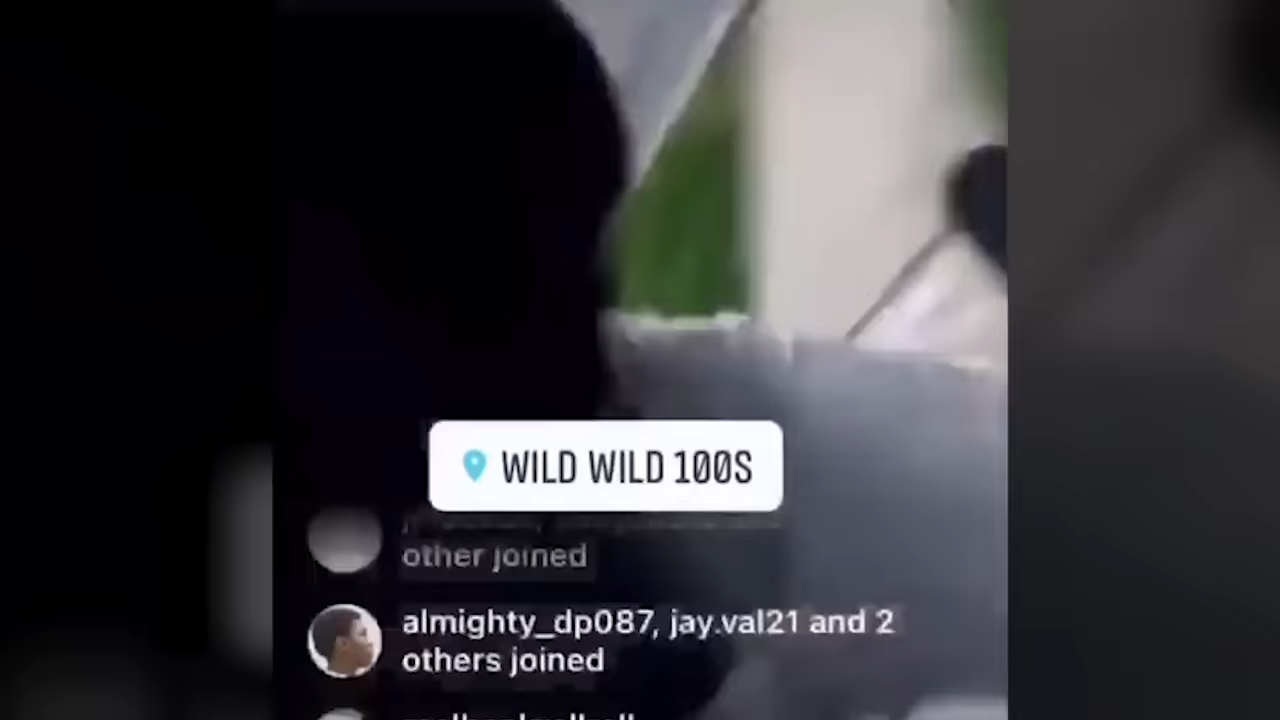 WILD WILD 100S
other joined
almighty_dp087, jay.val21 and 2
others joined